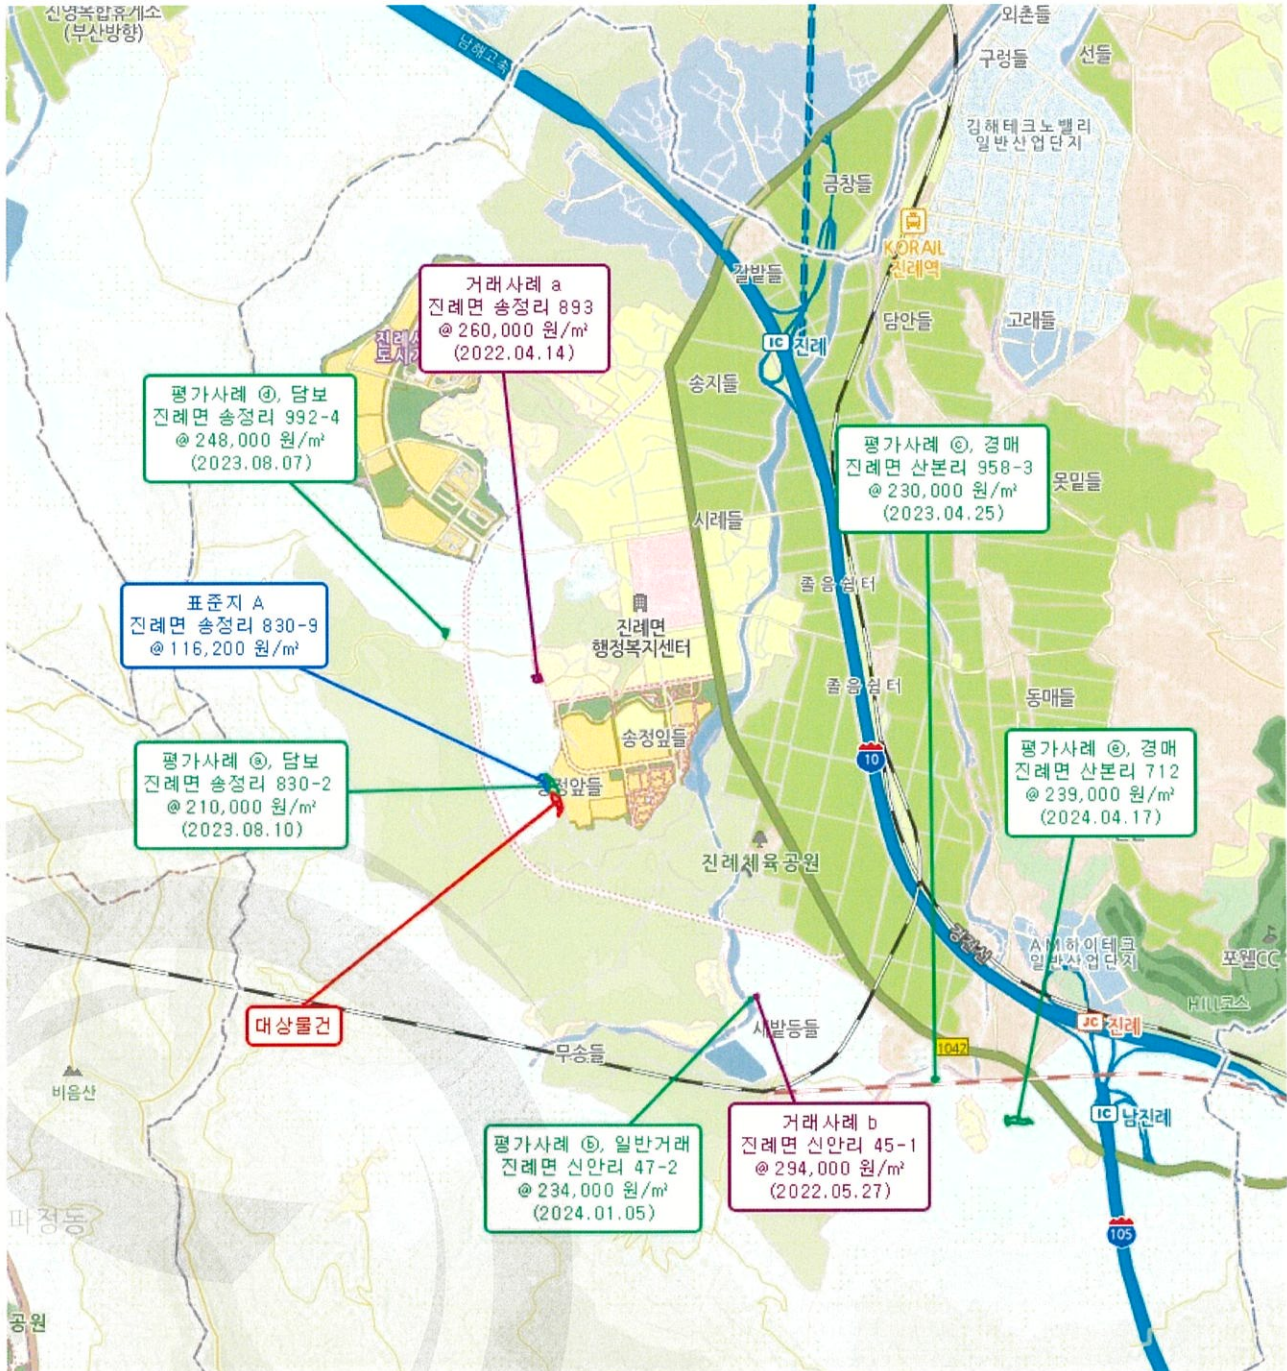 진영복합휴게소
(부산방향)
남해고속
외촌들
구렁들
선들
김해테크노밸리
일반산업단지
금창들
KORAIL
진례역
갈밭들
담안들
고래들
IC 진례
송지들
거래사례 a
진례면 송정리 893
@260,000 원/㎡
(2022.04.14)
평가사례 ⓓ, 담보
진례면 송정리 992-4
@248,000 원/㎡
(2023.08.07)
평가사례 ⓒ, 경매
진례면 산본리 958-3
@230,000 원/㎡
(2023.04.25)
못밑들
시례들
졸음쉼터
표준지 A
진례면 송정리 830-9
@116,200 원/㎡
진례면
행정복지센터
졸음쉼터
동매들
송정잎들
10
평가사례 ⓐ, 담보
진례면 송정리 830-2
@210,000 원/㎡
(2023.08.10)
평가사례 ⓔ, 경매
진례면 산본리 712
@239,000 원/㎡
(2024.04.17)
진례체육공원
경전선
AM하이테크
일반산업단지
포웰CC
HILL코스
대상물건
새밭등들
무송들
JC 진례
1042
비음산
IC 남진례
평가사례 ⓑ, 일반거래
진례면 신안리 47-2
@234,000 원/㎡
(2024.01.05)
거래사례 b
진례면 신안리 45-1
@294,000 원/㎡
(2022.05.27)
파정동
105
공원